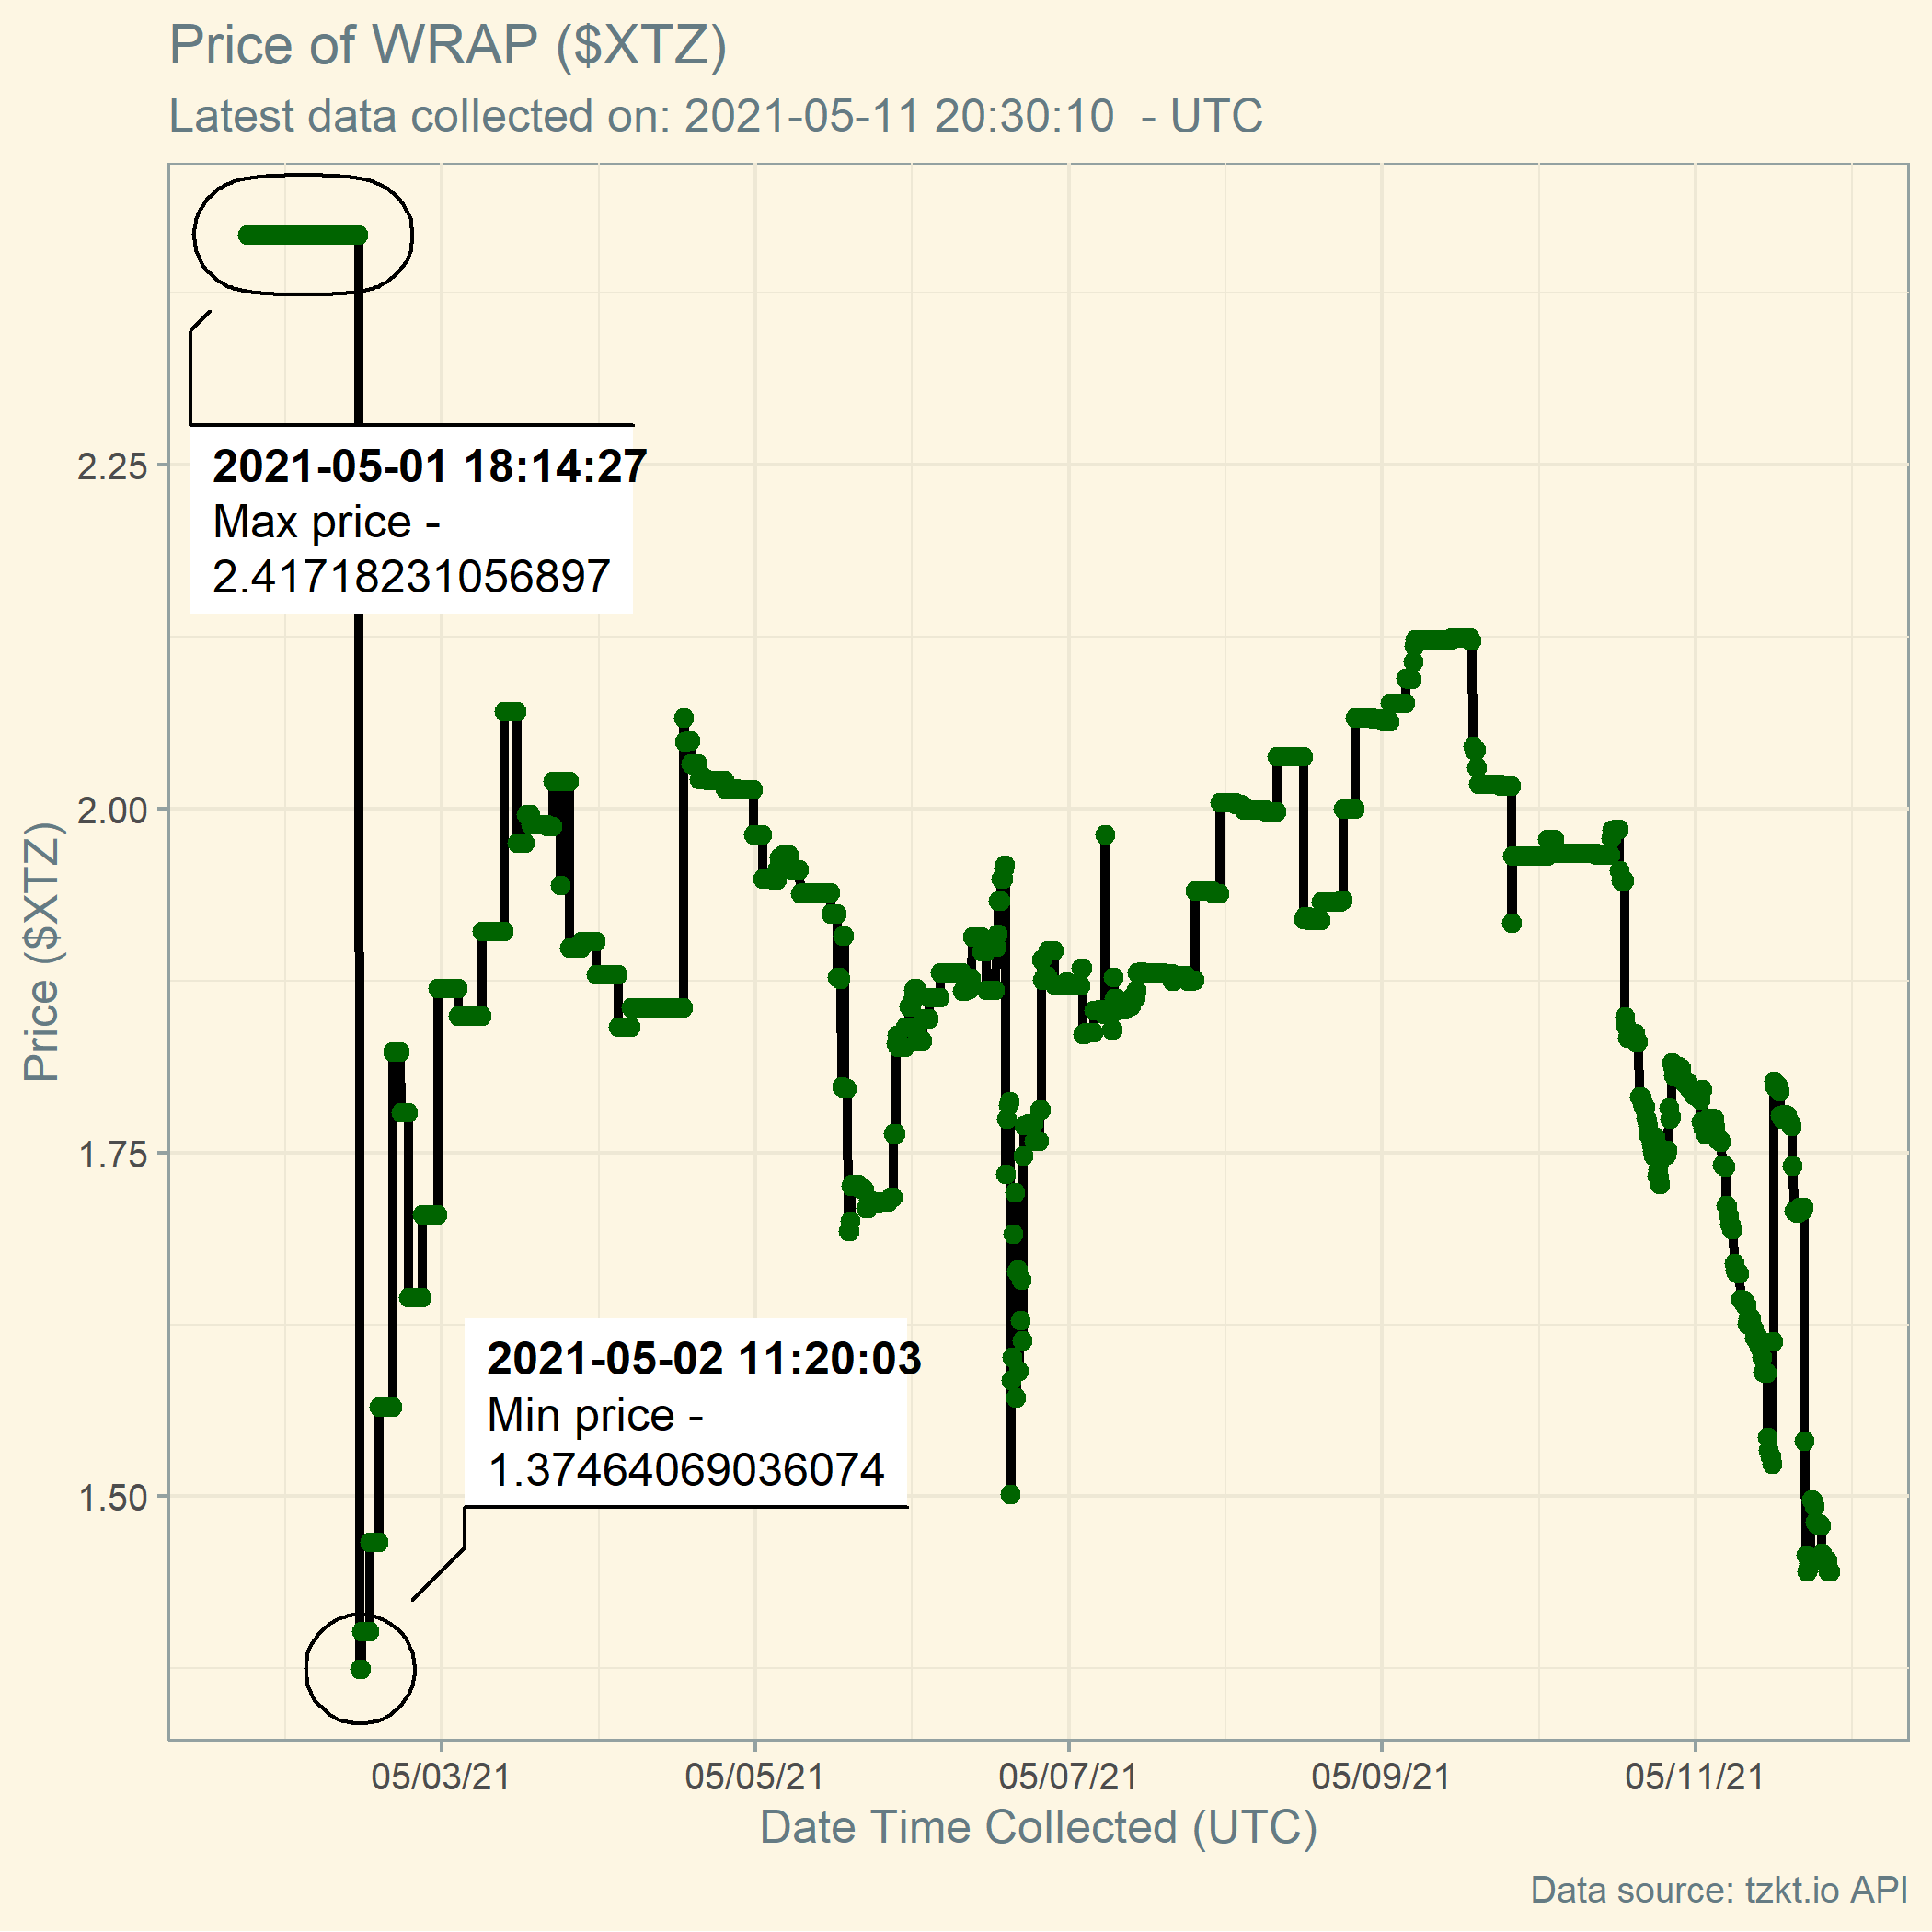 Price of WRAP ($XTZ)
Latest data collected on: 2021-05-11 20:30:10  - UTC
2021-05-01 18:14:27
Max price -
2.41718231056897
2021-05-02 11:20:03
Min price -
1.37464069036074
Price ($XTZ)
2.25
2.00
1.75
1.50
05/03/21
05/05/21
05/07/21
05/09/21
05/11/21
Date Time Collected (UTC)
Data source: tzkt.io API